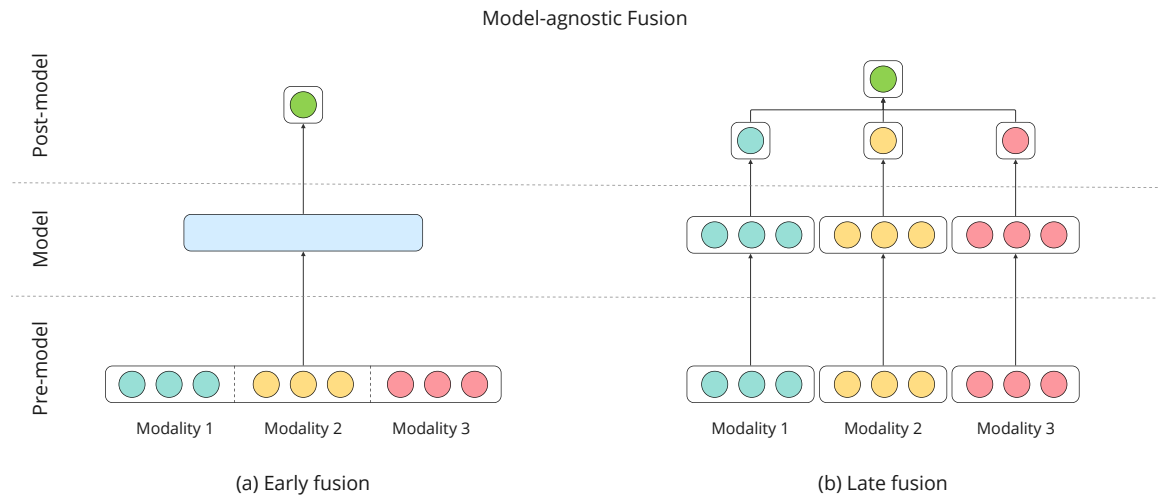 Model-agnostic Fusion
Post-model
Model
Pre-model
Modality 1
Modality 2
Modality 3
(a) Early fusion
Modality 1
Modality 2
Modality 3
(b) Late fusion